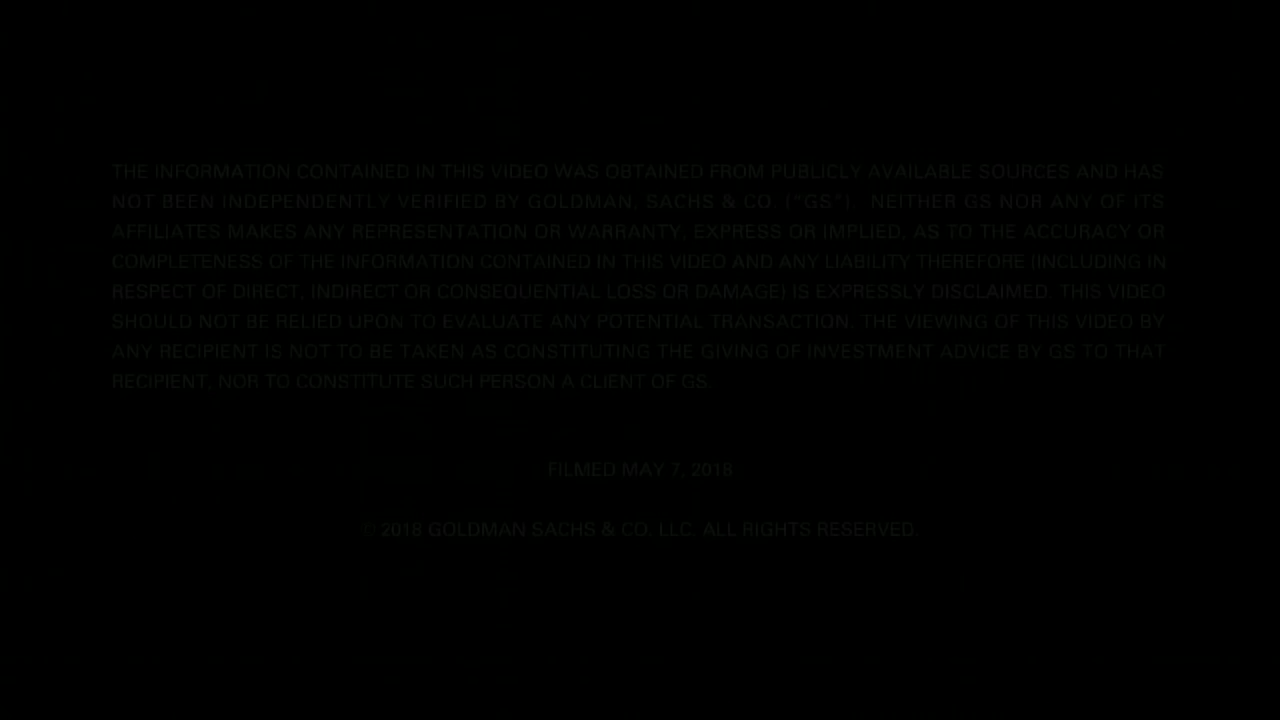 THE INFORMATION CONTAINED IN THIS VIDEO WAS OBTAINED FROM PUBLICLY AVAILABLE SOURCES AND HAS
NOT BEEN INDEPENDENTLY VERIFIED BY GOLDMAN, SACHS & CO. ("GS"). NEITHER GS NOR ANY OF ITS
AFFILIATES MAKES ANY REPRESENTATION OR WARRANTY, EXPRESS OR IMPLIED, AS TO THE ACCURACY OR
COMPLETENESS OF THE INFORMATION CONTAINED IN THIS VIDEO AND ANY LIABILITY THEREFORE (INCLUDING IN
RESPECT OF DIRECT, INDIRECT OR CONSEQUENTIAL LOSS OR DAMAGE) IS EXPRESSLY DISCLAIMED. THIS VIDEO
SHOULD NOT BE RELIED UPON TO EVALUATE ANY POTENTIAL TRANSACTION. THE VIEWING OF THIS VIDEO BY
ANY RECIPIENT IS NOT TO BE TAKEN AS CONSTITUTING THE GIVING OF INVESTMENT ADVICE BY GS TO THAT
RECIPIENT, NOR TO CONSTITUTE SUCH PERSON A CLIENT OF GS.
FILMED MAY 7, 2018
© 2018 GOLDMAN SACHS & CO. LLC. ALL RIGHTS RESERVED.